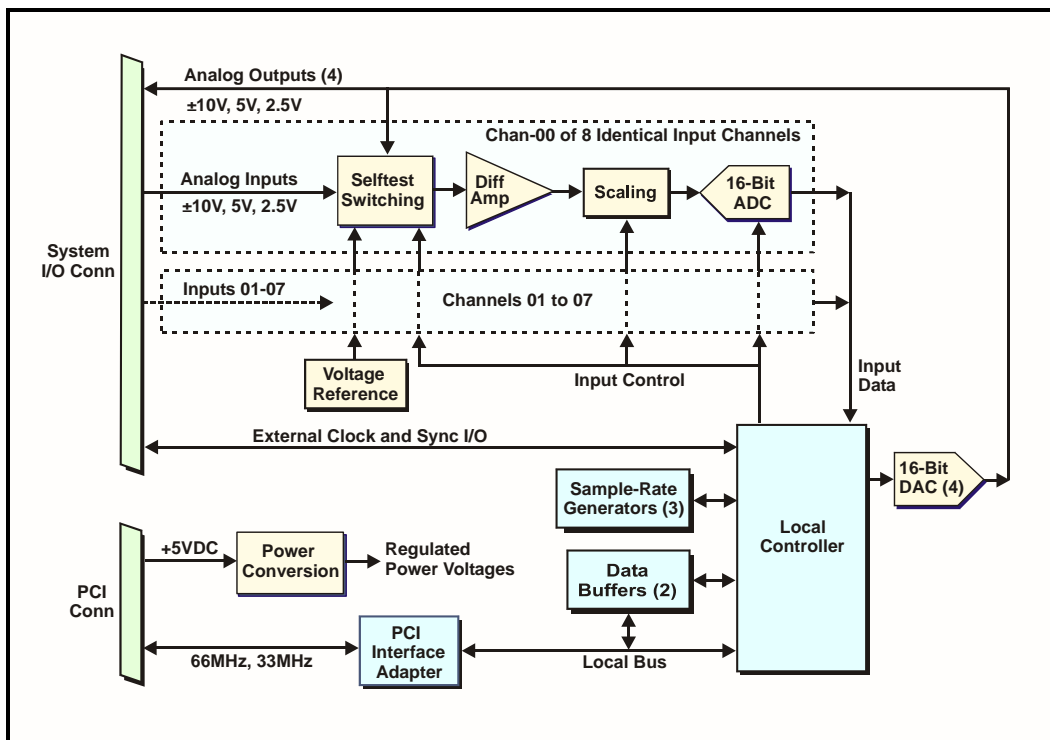 Analog Outputs (4)
±10V, 5V, 2.5V
Chan-00 of 8 Identical Input Channels
Analog Inputs
±10V, 5V, 2.5V
Selftest
Switching
Diff
Amp
Scaling
16-Bit
ADC
System
I/O Conn
Inputs 01-07
Channels 01 to 07
Voltage
Reference
Input Control
Input
Data
External Clock and Sync I/O
16-Bit
DAC (4)
Sample-Rate
Generators (3)
Local
Controller
+5VDC
Power
Conversion
Regulated
Power Voltages
Data
Buffers (2)
PCI
Conn
66MHz, 33MHz
PCI
Interface
Adapter
Local Bus